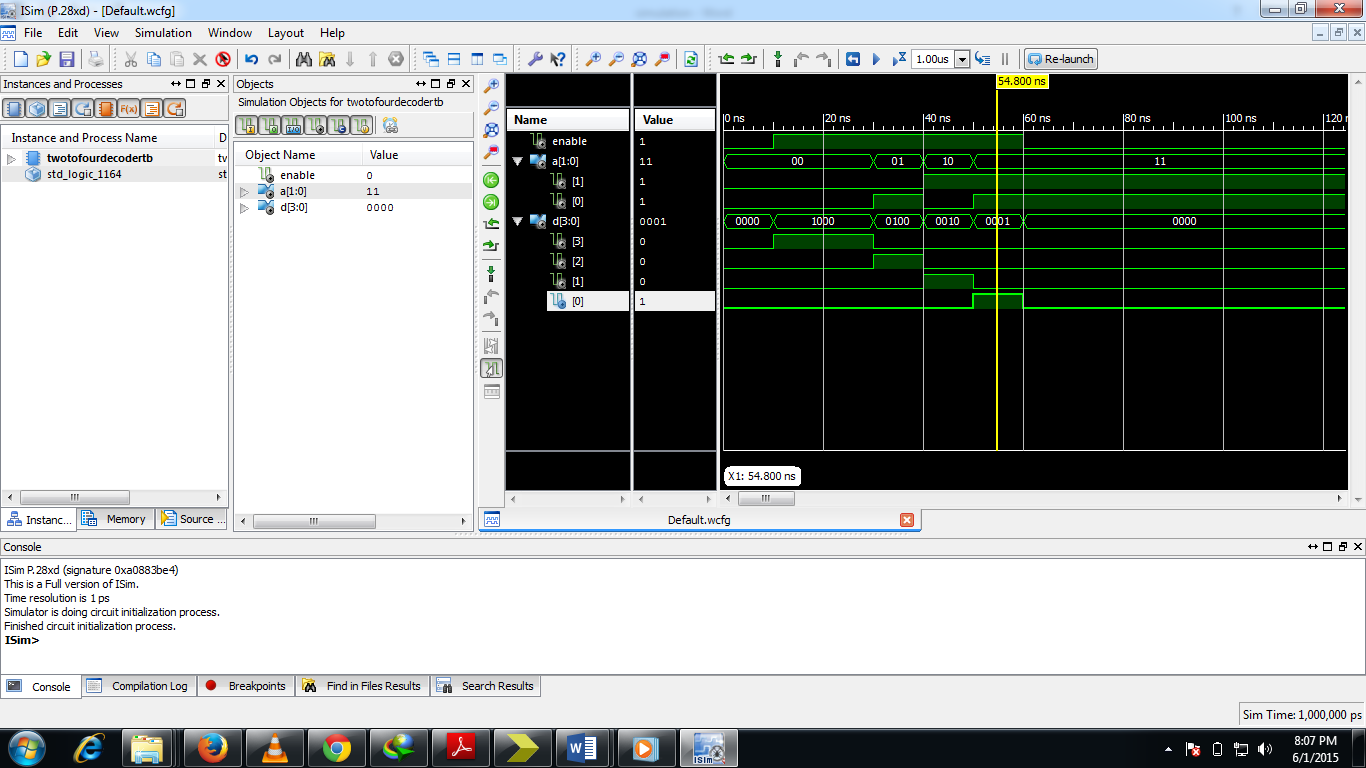 ISim (P.28xd) - [Default.wcfg]
File Edit View Simulation Window Layout Help
1.00us Re-launch
Instances and Processes
Instance and Process Name D
twotofourdecodertb tv
std_logic_1164 st
Instanc... Memory Source ...
Objects
Simulation Objects for twotofourdecodertb
Object Name Value
enable 0
a[1:0] 11
d[3:0] 0000
Name Value
enable 1
a[1:0] 11
[1] 1
[0] 1
d[3:0] 0001
[3] 0
[2] 0
[1] 0
[0] 1
54.800 ns
0 ns 20 ns 40 ns 60 ns 80 ns 100 ns 120 n
00 01 10 11
0000 1000 0100 0010 0001 0000
X1: 54.800 ns
Default.wcfg
Console
ISim P.28xd (signature 0xa0883be4)
This is a Full version of ISim.
Time resolution is 1 ps
Simulator is doing circuit initialization process.
Finished circuit initialization process.
ISim>
Console Compilation Log Breakpoints Find in Files Results Search Results
Sim Time: 1,000,000 ps
ISim
8:07 PM
6/1/2015